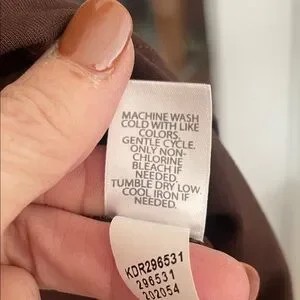 MACHINE WASH
COLD WITH LIKE
COLORS.
GENTLE CYCLE.
ONLY NON-
CHLORINE
BLEACH IF
NEEDED.
TUMBLE DRY LOW.
COOL IRON IF
NEEDED.
KDR296531
296531
202054